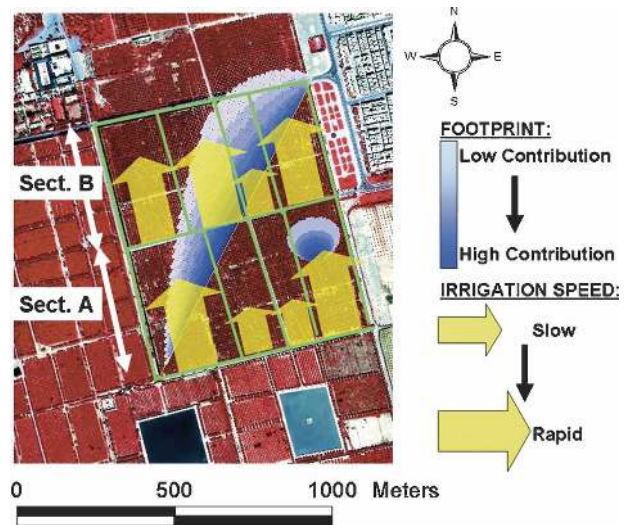 N
W E
S
Sect. B
Sect. A
FOOTPRINT:
Low Contribution
High Contribution
IRRIGATION SPEED:
Slow
Rapid
0 500 1000 Meters